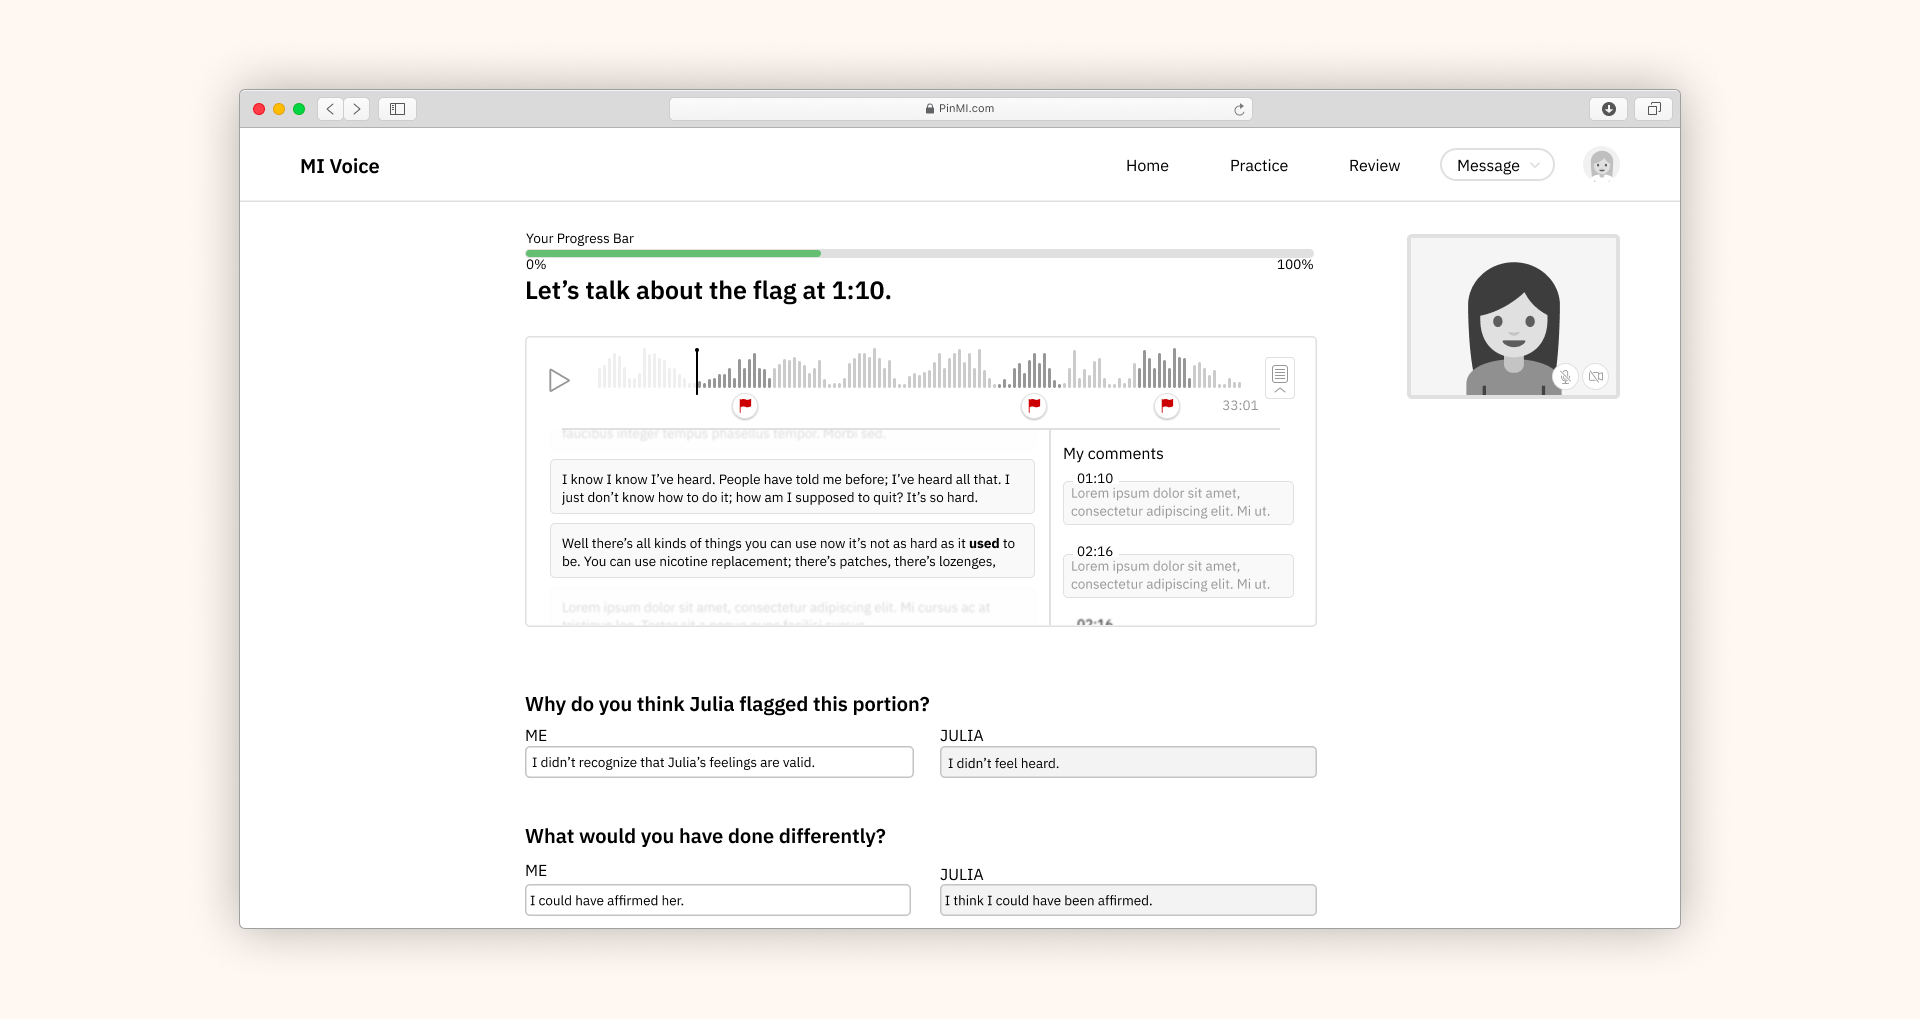 PinMI.com
MI Voice
Home
Practice
Review
Message
Your Progress Bar
0%
100%
Let’s talk about the flag at 1:10.
33:01
faucibus integer tempus phasellus tempor. Morbi sed.
I know I know I’ve heard. People have told me before; I’ve heard all that. I
just don’t know how to do it; how am I supposed to quit? It’s so hard.
Well there’s all kinds of things you can use now it’s not as hard as it used to
be. You can use nicotine replacement; there’s patches, there’s lozenges,
Lorem ipsum dolor sit amet, consectetur adipiscing elit. Mi cursus ac at
My comments
01:10
Lorem ipsum dolor sit amet,
consectetur adipiscing elit. Mi ut.
02:16
Lorem ipsum dolor sit amet,
consectetur adipiscing elit. Mi ut.
02:16
Why do you think Julia flagged this portion?
ME
I didn’t recognize that Julia’s feelings are valid.
JULIA
I didn’t feel heard.
What would you have done differently?
ME
I could have affirmed her.
JULIA
I think I could have been affirmed.